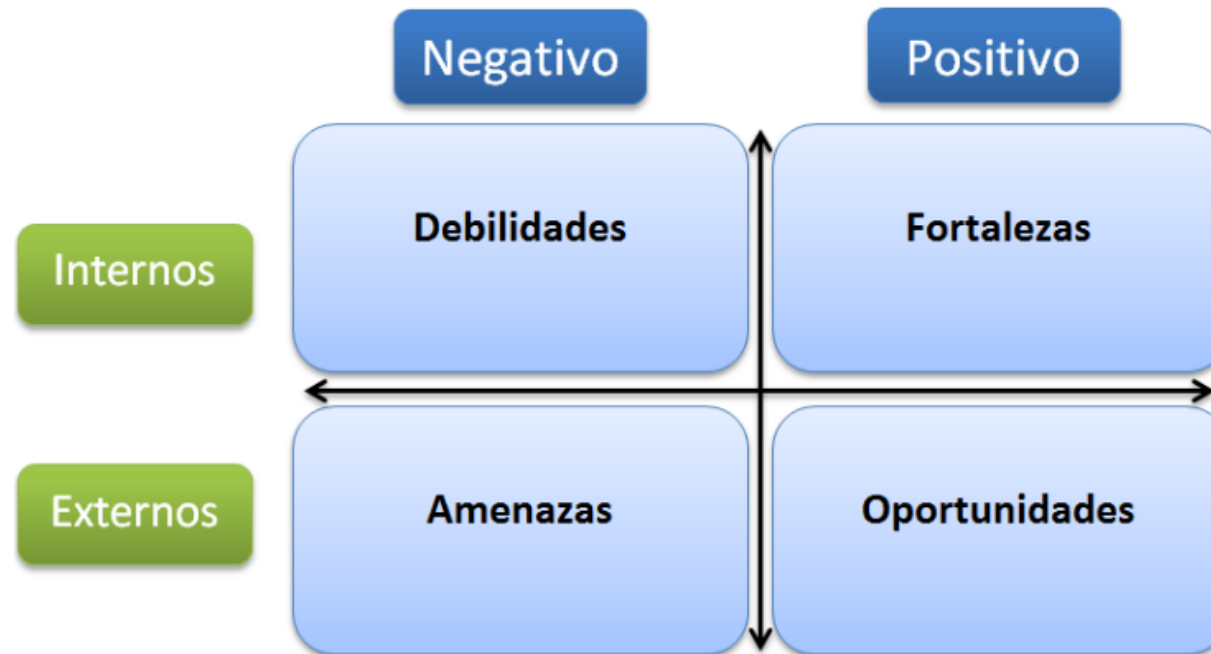 Negativo
Positivo
Internos
Debilidades
Fortalezas
Externos
Amenazas
Oportunidades